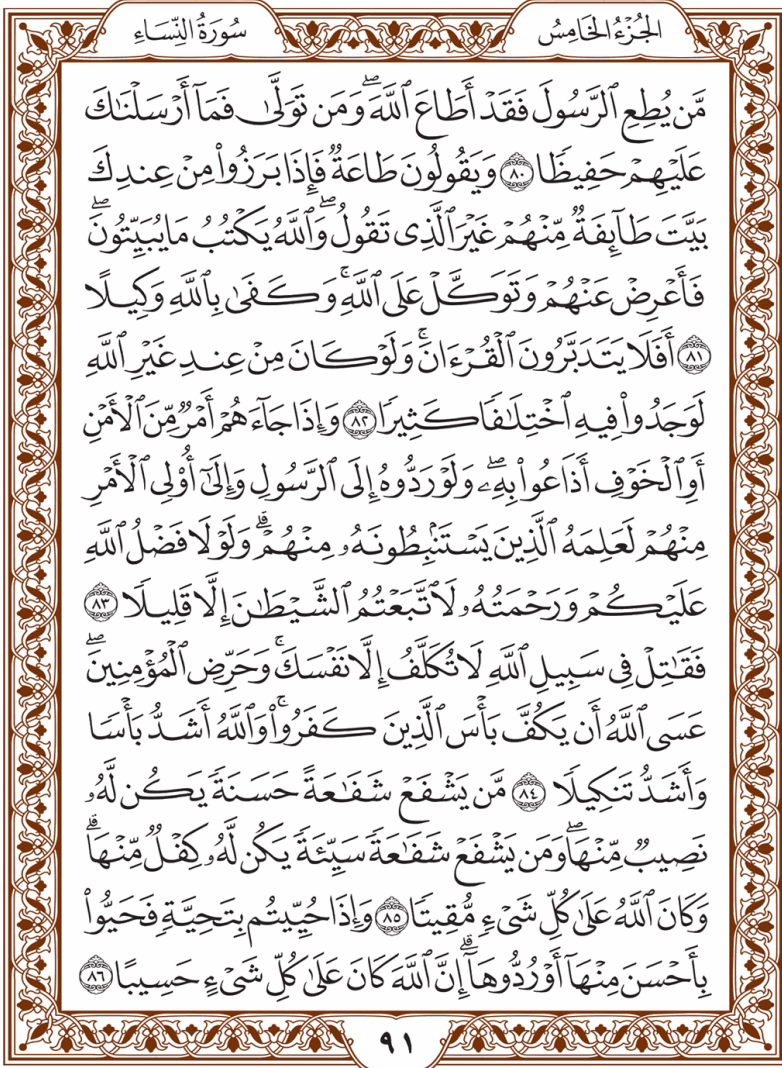 الجُزْءُ الخَامِسُ
سُورَةُ النِّسَاءِ
مَّن يُطِعِ ٱلرَّسُولَ فَقَدْ أَطَاعَ ٱللَّهَۖ وَمَن تَوَلَّىٰ فَمَآ أَرْسَلْنَٰكَ
عَلَيْهِمْ حَفِيظًا ٨٠ وَيَقُولُونَ طَاعَةٌ فَإِذَا بَرَزُوا۟ مِنْ عِندِكَ
بَيَّتَ طَآئِفَةٌ مِّنْهُمْ غَيْرَ ٱلَّذِى تَقُولُۖ وَٱللَّهُ يَكْتُبُ مَا يُبَيِّتُونَۖ
فَأَعْرِضْ عَنْهُمْ وَتَوَكَّلْ عَلَى ٱللَّهِۚ وَكَفَىٰ بِٱللَّهِ وَكِيلًا
٨١ أَفَلَا يَتَدَبَّرُونَ ٱلْقُرْءَانَۚ وَلَوْ كَانَ مِنْ عِندِ غَيْرِ ٱللَّهِ
لَوَجَدُوا۟ فِيهِ ٱخْتِلَٰفًا كَثِيرًا ٨٢ وَإِذَا جَآءَهُمْ أَمْرٌ مِّنَ ٱلْأَمْنِ
أَوِ ٱلْخَوْفِ أَذَاعُوا۟ بِهِۦۖ وَلَوْ رَدُّوهُ إِلَى ٱلرَّسُولِ وَإِلَىٰٓ أُو۟لِى ٱلْأَمْرِ
مِنْهُمْ لَعَلِمَهُ ٱلَّذِينَ يَسْتَنۢبِطُونَهُۥ مِنْهُمْۗ وَلَوْلَا فَضْلُ ٱللَّهِ
عَلَيْكُمْ وَرَحْمَتُهُۥ لَٱتَّبَعْتُمُ ٱلشَّيْطَٰنَ إِلَّا قَلِيلًا ٨٣
فَقَٰتِلْ فِى سَبِيلِ ٱللَّهِ لَا تُكَلَّفُ إِلَّا نَفْسَكَۚ وَحَرِّضِ ٱلْمُؤْمِنِينَۖ
عَسَى ٱللَّهُ أَن يَكُفَّ بَأْسَ ٱلَّذِينَ كَفَرُوا۟ۚ وَٱللَّهُ أَشَدُّ بَأْسًا
وَأَشَدُّ تَنكِيلًا ٨٤ مَّن يَشْفَعْ شَفَٰعَةً حَسَنَةً يَكُن لَّهُۥ
نَصِيبٌ مِّنْهَاۖ وَمَن يَشْفَعْ شَفَٰعَةً سَيِّئَةً يَكُن لَّهُۥ كِفْلٌ مِّنْهَاۗ
وَكَانَ ٱللَّهُ عَلَىٰ كُلِّ شَىْءٍ مُّقِيتًا ٨٥ وَإِذَا حُيِّيتُم بِتَحِيَّةٍ فَحَيُّوا۟
بِأَحْسَنَ مِنْهَآ أَوْ رُدُّوهَآۗ إِنَّ ٱللَّهَ كَانَ عَلَىٰ كُلِّ شَىْءٍ حَسِيبًا ٨٦
٩١